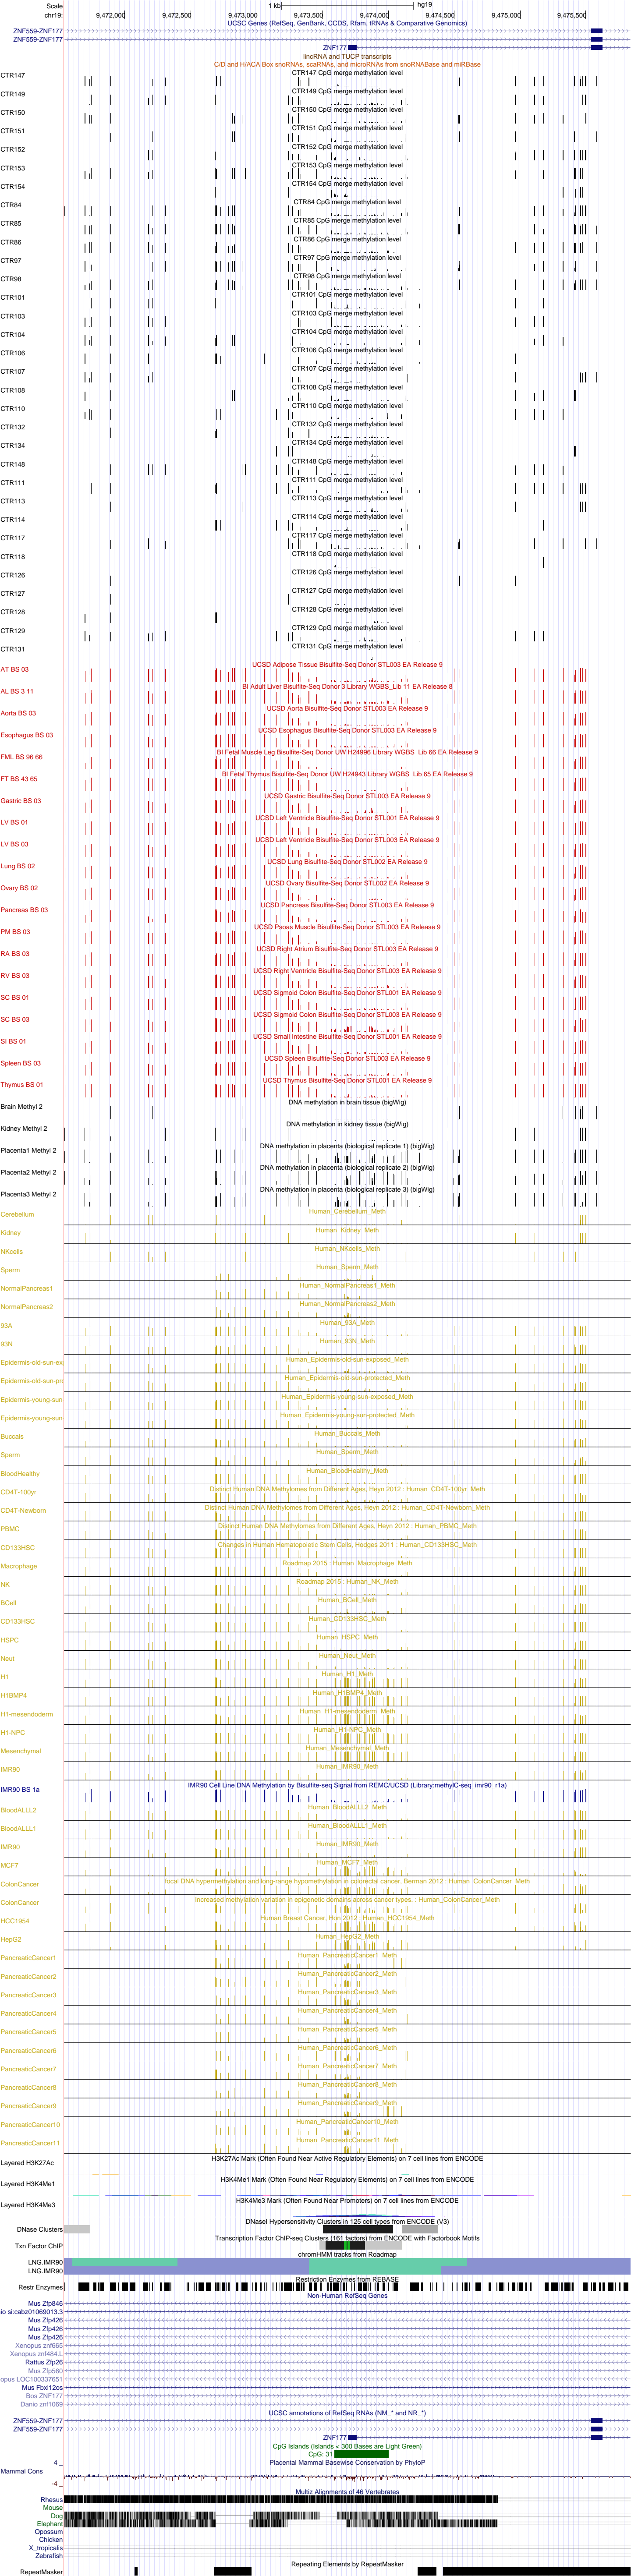 Scale 1 kb hg19
chr19: 9,472,000 9,472,500 9,473,000 9,473,500 9,474,000 9,474,500 9,475,000 9,475,500
UCSC Genes (RefSeq, GenBank, CCDS, Rfam, tRNAs & Comparative Genomics)
ZNF559-ZNF177
ZNF559-ZNF177
ZNF177
lincRNA and TUCP transcripts
C/D and H/ACA Box snoRNAs, scaRNAs, and microRNAs from snoRNABase and miRBase
CTR147 CTR147 CpG merge methylation level
CTR149 CTR149 CpG merge methylation level
CTR150 CTR150 CpG merge methylation level
CTR151 CTR151 CpG merge methylation level
CTR152 CTR152 CpG merge methylation level
CTR153 CTR153 CpG merge methylation level
CTR154 CTR154 CpG merge methylation level
CTR84 CTR84 CpG merge methylation level
CTR85 CTR85 CpG merge methylation level
CTR86 CTR86 CpG merge methylation level
CTR97 CTR97 CpG merge methylation level
CTR98 CTR98 CpG merge methylation level
CTR101 CTR101 CpG merge methylation level
CTR103 CTR103 CpG merge methylation level
CTR104 CTR104 CpG merge methylation level
CTR106 CTR106 CpG merge methylation level
CTR107 CTR107 CpG merge methylation level
CTR108 CTR108 CpG merge methylation level
CTR110 CTR110 CpG merge methylation level
CTR132 CTR132 CpG merge methylation level
CTR134 CTR134 CpG merge methylation level
CTR148 CTR148 CpG merge methylation level
CTR111 CTR111 CpG merge methylation level
CTR113 CTR113 CpG merge methylation level
CTR114 CTR114 CpG merge methylation level
CTR117 CTR117 CpG merge methylation level
CTR118 CTR118 CpG merge methylation level
CTR126 CTR126 CpG merge methylation level
CTR127 CTR127 CpG merge methylation level
CTR128 CTR128 CpG merge methylation level
CTR129 CTR129 CpG merge methylation level
CTR131 CTR131 CpG merge methylation level
AT BS 03 UCSD Adipose Tissue Bisulfite-Seq Donor STL003 EA Release 9
AL BS 3 11 BI Adult Liver Bisulfite-Seq Donor 3 Library WGBS_Lib 11 EA Release 8
Aorta BS 03 UCSD Aorta Bisulfite-Seq Donor STL003 EA Release 9
Esophagus BS 03 UCSD Esophagus Bisulfite-Seq Donor STL003 EA Release 9
FML BS 96 66 BI Fetal Muscle Leg Bisulfite-Seq Donor UW H24996 Library WGBS_Lib 66 EA Release 9
FT BS 43 65 BI Fetal Thymus Bisulfite-Seq Donor UW H24943 Library WGBS_Lib 65 EA Release 9
Gastric BS 03 UCSD Gastric Bisulfite-Seq Donor STL003 EA Release 9
LV BS 01 UCSD Left Ventricle Bisulfite-Seq Donor STL001 EA Release 9
LV BS 03 UCSD Left Ventricle Bisulfite-Seq Donor STL003 EA Release 9
Lung BS 02 UCSD Lung Bisulfite-Seq Donor STL002 EA Release 9
Ovary BS 02 UCSD Ovary Bisulfite-Seq Donor STL002 EA Release 9
Pancreas BS 03 UCSD Pancreas Bisulfite-Seq Donor STL003 EA Release 9
PM BS 03 UCSD Psoas Muscle Bisulfite-Seq Donor STL003 EA Release 9
RA BS 03 UCSD Right Atrium Bisulfite-Seq Donor STL003 EA Release 9
RV BS 03 UCSD Right Ventricle Bisulfite-Seq Donor STL003 EA Release 9
SC BS 01 UCSD Sigmoid Colon Bisulfite-Seq Donor STL001 EA Release 9
SC BS 03 UCSD Sigmoid Colon Bisulfite-Seq Donor STL003 EA Release 9
SI BS 01 UCSD Small Intestine Bisulfite-Seq Donor STL001 EA Release 9
Spleen BS 03 UCSD Spleen Bisulfite-Seq Donor STL003 EA Release 9
Thymus BS 01 UCSD Thymus Bisulfite-Seq Donor STL001 EA Release 9
Brain Methyl 2 DNA methylation in brain tissue (bigWig)
Kidney Methyl 2 DNA methylation in kidney tissue (bigWig)
Placenta1 Methyl 2 DNA methylation in placenta (biological replicate 1) (bigWig)
Placenta2 Methyl 2 DNA methylation in placenta (biological replicate 2) (bigWig)
Placenta3 Methyl 2 DNA methylation in placenta (biological replicate 3) (bigWig)
Cerebellum Human_Cerebellum_Meth
Kidney Human_Kidney_Meth
NKcells Human_NKcells_Meth
Sperm Human_Sperm_Meth
NormalPancreas1 Human_NormalPancreas1_Meth
NormalPancreas2 Human_NormalPancreas2_Meth
93A Human_93A_Meth
93N Human_93N_Meth
Epidermis-old-sun-ex Human_Epidermis-old-sun-exposed_Meth
Epidermis-old-sun-pr Human_Epidermis-old-sun-protected_Meth
Epidermis-young-sun Human_Epidermis-young-sun-exposed_Meth
Epidermis-young-sun Human_Epidermis-young-sun-protected_Meth
Buccals Human_Buccals_Meth
Sperm Human_Sperm_Meth
BloodHealthy Human_BloodHealthy_Meth
CD4T-100yr Distinct Human DNA Methylomes from Different Ages, Heyn 2012 : Human_CD4T-100yr_Meth
CD4T-Newborn Distinct Human DNA Methylomes from Different Ages, Heyn 2012 : Human_CD4T-Newborn_Meth
PBMC Distinct Human DNA Methylomes from Different Ages, Heyn 2012 : Human_PBMC_Meth
CD133HSC Changes in Human Hematopoietic Stem Cells, Hodges 2011 : Human_CD133HSC_Meth
Macrophage Roadmap 2015 : Human_Macrophage_Meth
NK Roadmap 2015 : Human_NK_Meth
BCell Human_BCell_Meth
CD133HSC Human_CD133HSC_Meth
HSPC Human_HSPC_Meth
Neut Human_Neut_Meth
H1 Human_H1_Meth
H1BMP4 Human_H1BMP4_Meth
H1-mesendoderm Human_H1-mesendoderm_Meth
H1-NPC Human_H1-NPC_Meth
Mesenchymal Human_Mesenchymal_Meth
IMR90 Human_IMR90_Meth
IMR90 BS 1a IMR90 Cell Line DNA Methylation by Bisulfite-seq Signal from REMC/UCSD (Library:methylC-seq_imr90_r1a)
BloodALLL2 Human_BloodALLL2_Meth
BloodALLL1 Human_BloodALLL1_Meth
IMR90 Human_IMR90_Meth
MCF7 Human_MCF7_Meth
ColonCancer focal DNA hypermethylation and long-range hypomethylation in colorectal cancer, Berman 2012 : Human_ColonCancer_Meth
ColonCancer Increased methylation variation in epigenetic domains across cancer types. : Human_ColonCancer_Meth
HCC1954 Human Breast Cancer, Hon 2012 : Human_HCC1954_Meth
HepG2 Human_HepG2_Meth
PancreaticCancer1 Human_PancreaticCancer1_Meth
PancreaticCancer2 Human_PancreaticCancer2_Meth
PancreaticCancer3 Human_PancreaticCancer3_Meth
PancreaticCancer4 Human_PancreaticCancer4_Meth
PancreaticCancer5 Human_PancreaticCancer5_Meth
PancreaticCancer6 Human_PancreaticCancer6_Meth
PancreaticCancer7 Human_PancreaticCancer7_Meth
PancreaticCancer8 Human_PancreaticCancer8_Meth
PancreaticCancer9 Human_PancreaticCancer9_Meth
PancreaticCancer10 Human_PancreaticCancer10_Meth
PancreaticCancer11 Human_PancreaticCancer11_Meth
Layered H3K27Ac H3K27Ac Mark (Often Found Near Active Regulatory Elements) on 7 cell lines from ENCODE
Layered H3K4Me1 H3K4Me1 Mark (Often Found Near Regulatory Elements) on 7 cell lines from ENCODE
Layered H3K4Me3 H3K4Me3 Mark (Often Found Near Promoters) on 7 cell lines from ENCODE
DNaseI Hypersensitivity Clusters in 125 cell types from ENCODE (V3)
DNase Clusters
Transcription Factor ChIP-seq Clusters (161 factors) from ENCODE with Factorbook Motifs
Txn Factor ChIP
chromHMM tracks from Roadmap
LNG.IMR90
LNG.IMR90
Restriction Enzymes from REBASE
Restr Enzymes
Non-Human RefSeq Genes
Mus Zfp846
io si:cabz01069013.3
Mus Zfp426
Mus Zfp426
Mus Zfp426
Xenopus znf665
Xenopus znf484.L
Rattus Zfp26
Mus Zfp560
opus LOC100337651
Mus Fbxl12os
Bos ZNF177
Danio znf1069
UCSC annotations of RefSeq RNAs (NM_* and NR_*)
ZNF559-ZNF177
ZNF559-ZNF177
ZNF177
CpG Islands (Islands < 300 Bases are Light Green)
CpG: 31
Placental Mammal Basewise Conservation by PhyloP
4 _
Mammal Cons
-4 _
Multiz Alignments of 46 Vertebrates
Rhesus
Mouse
Dog
Elephant
Opossum
Chicken
X_tropicalis
Zebrafish
Repeating Elements by RepeatMasker
RepeatMasker